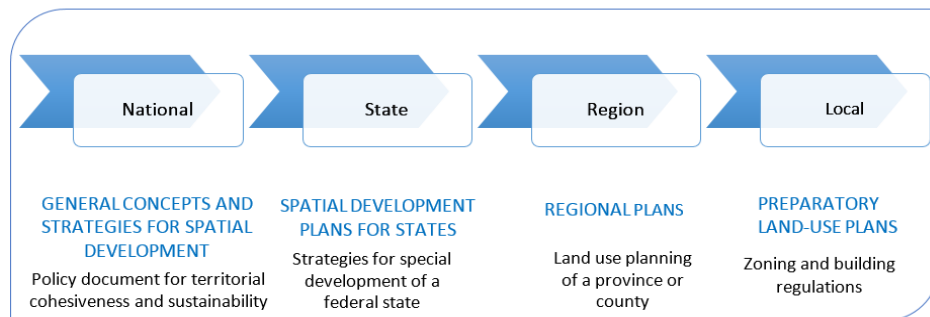 National
State
Region
Local
GENERAL CONCEPTS AND
STRATEGIES FOR SPATIAL
DEVELOPMENT
Policy document for territorial
cohesiveness and sustainability
SPATIAL DEVELOPMENT
PLANS FOR STATES
Strategies for special
development of a
federal state
REGIONAL PLANS
Land use planning
of a province or
county
PREPARATORY
LAND-USE PLANS
Zoning and building
regulations